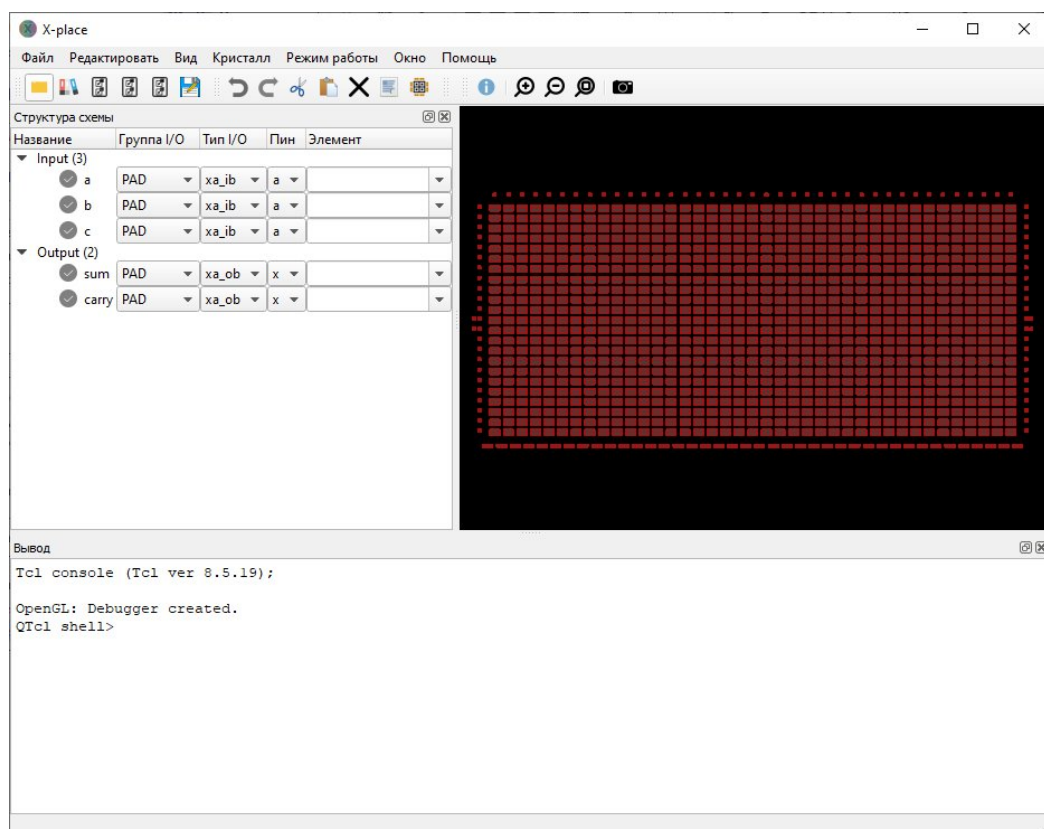 X-place
Файл Редактировать Вид Кристалл Режим работы Окно Помощь
Структура схемы
Название Группа I/O Тип I/O Пин Элемент
Input (3)
a PAD xa_ib a
b PAD xa_ib a
c PAD xa_ib a
Output (2)
sum PAD xa_ob x
carry PAD xa_ob x
Вывод
Tcl console (Tcl ver 8.5.19);
OpenGL: Debugger created.
QTcl shell>